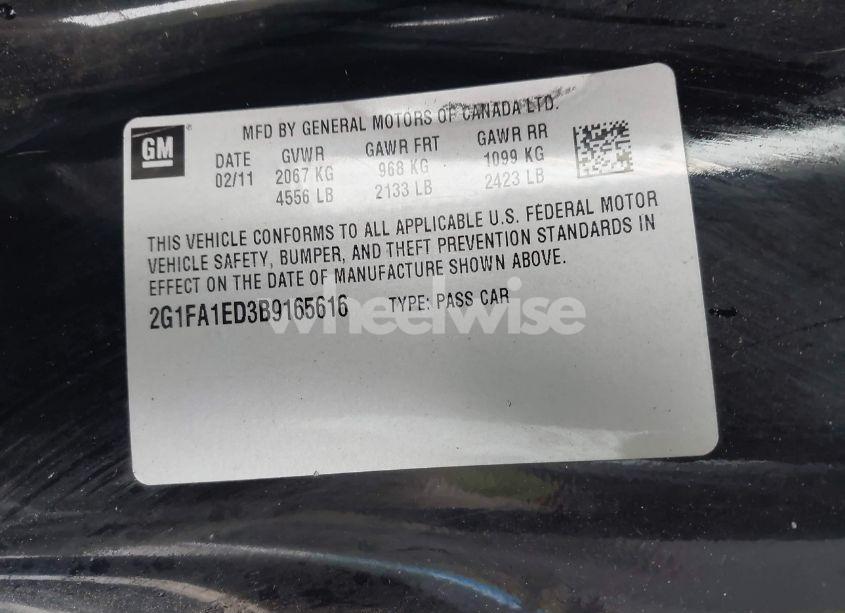 MFD BY GENERAL MOTORS OF CANADA LTD.
GM
DATE GVWR GAWR FRT GAWR RR
02/11 2067 KG 968 KG 1099 KG
4556 LB 2133 LB 2423 LB
THIS VEHICLE CONFORMS TO ALL APPLICABLE U.S. FEDERAL MOTOR
VEHICLE SAFETY, BUMPER, AND THEFT PREVENTION STANDARDS IN
EFFECT ON THE DATE OF MANUFACTURE SHOWN ABOVE.
2G1FA1ED3B9165616 TYPE: PASS CAR
wheelwise